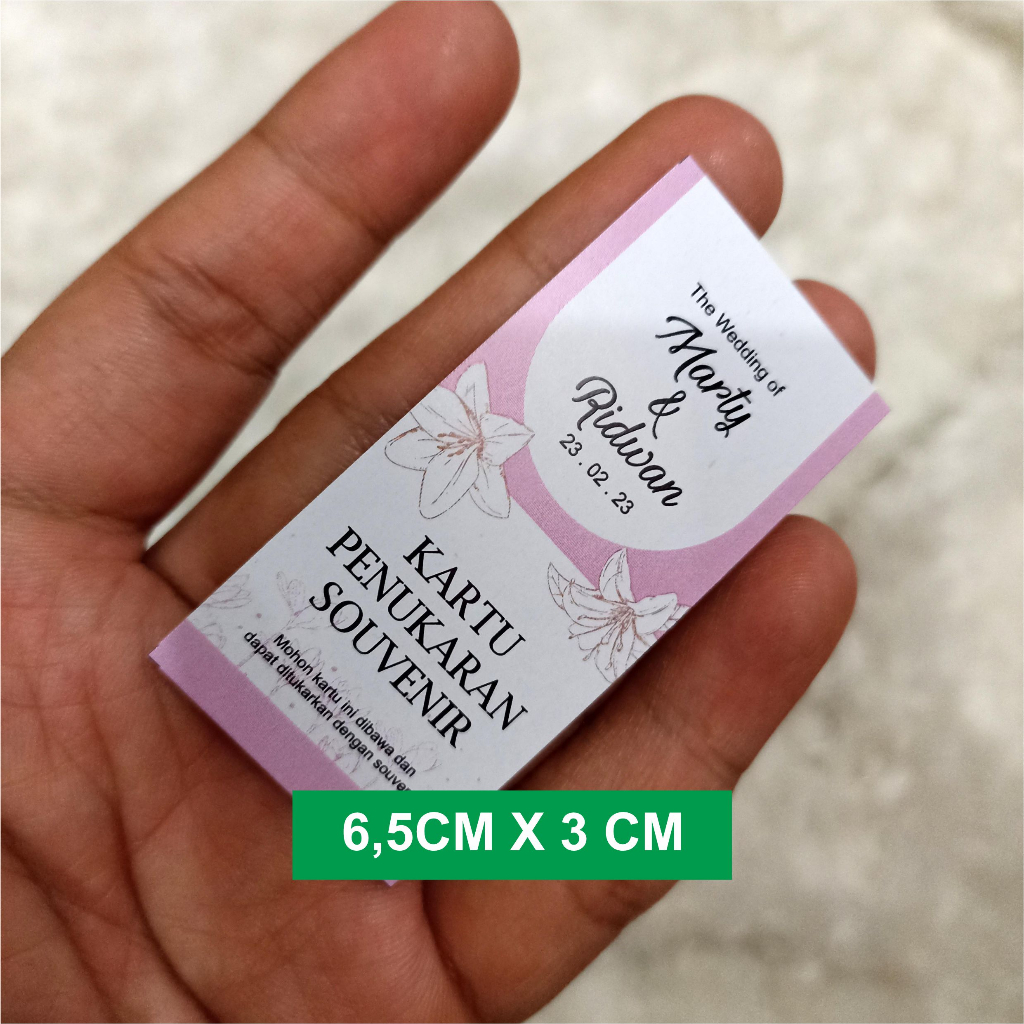 The Wedding of
Marty
&
Ridwan
23 . 02 . 23
KARTU
PENUKARAN
SOUVENIR
Mohon kartu ini dibawa dan
dapat ditukarkan dengan
6,5CM X 3 CM